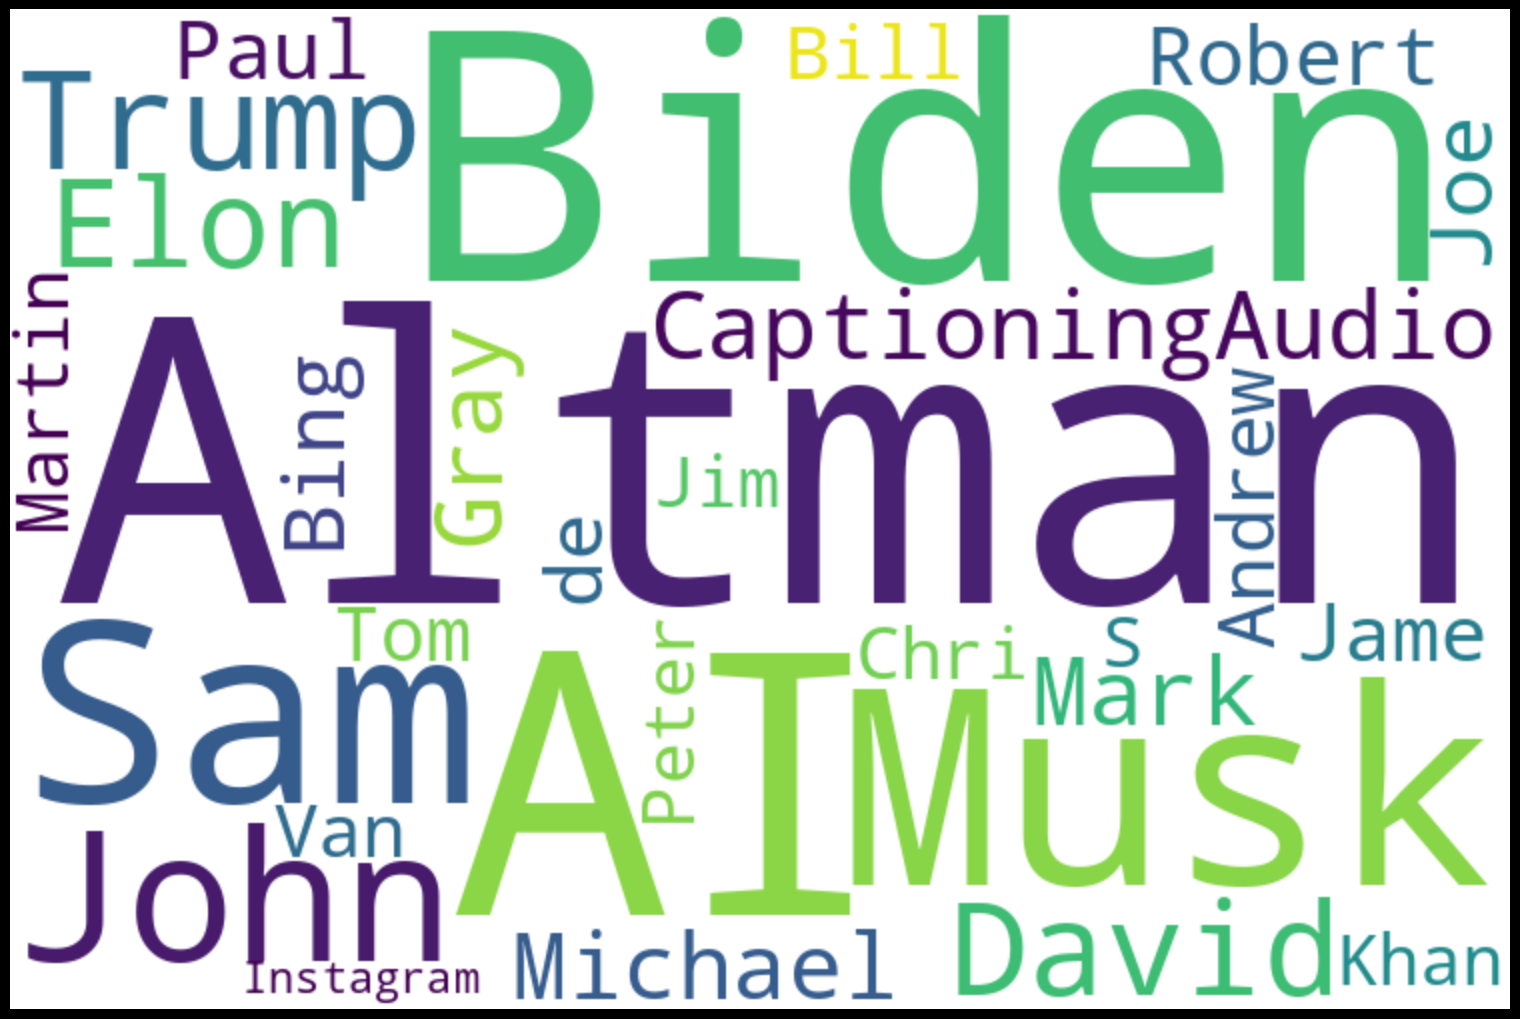 Paul
Bill
Robert
Trump
Biden
Joe
Elon
Martin
CaptioningAudio
Altman
Bing
Gray
Jim
Andrew
de
Sam
Tom
Peter
AI
Chri
S
Mark
Jame
Musk
Van
John
Instagram
Michael
David
Khan